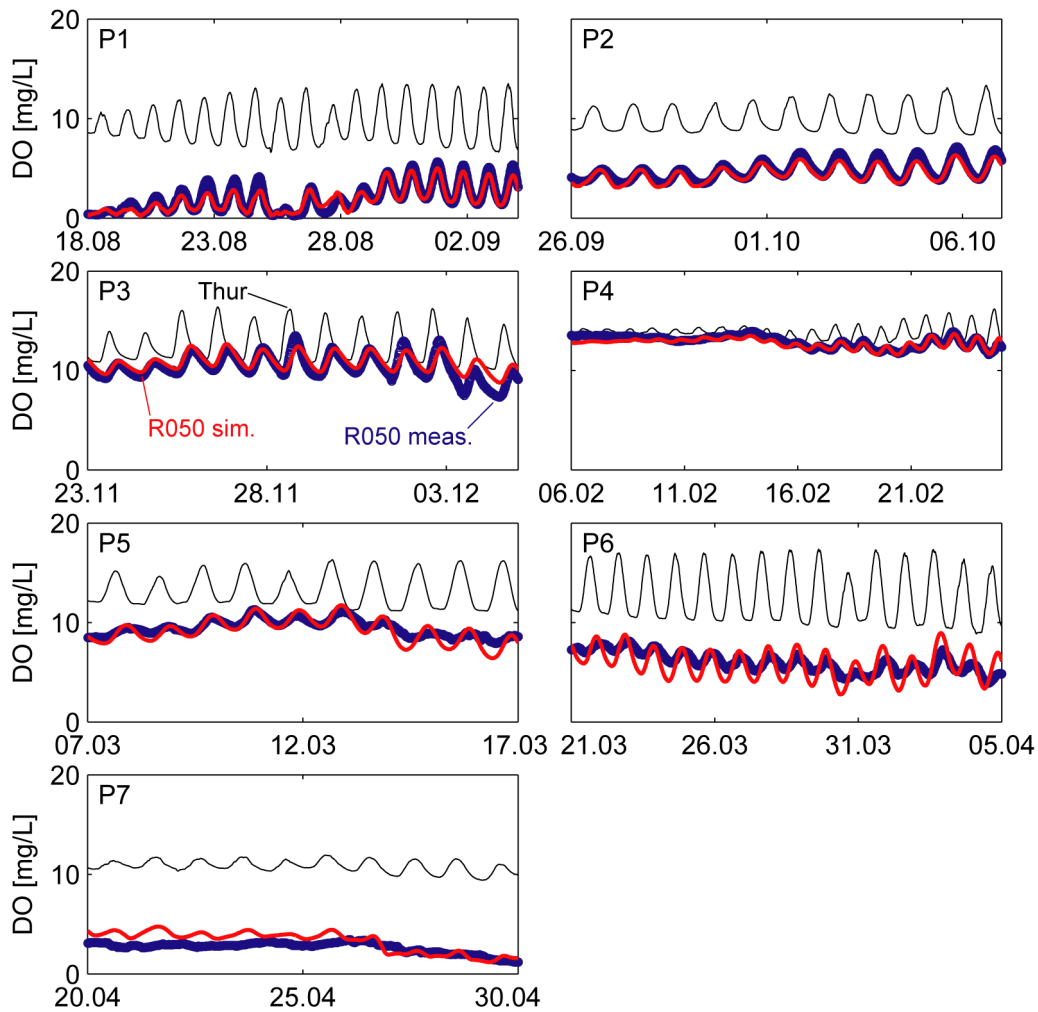 20 P1 P2
DO [mg/L] 10 DO [mg/L]
0
18.08 23.08 28.08 02.09 26.09 01.10 06.10
20 P3 Thur P4
DO [mg/L] 10 DO [mg/L]
R050 sim. R050 meas.
0
23.11 28.11 03.12 06.02 11.02 16.02 21.02
20 P5 P6
DO [mg/L] 10
0
07.03 12.03 17.03 21.03 26.03 31.03 05.04
20 P7
DO [mg/L] 10
0
20.04 25.04 30.04